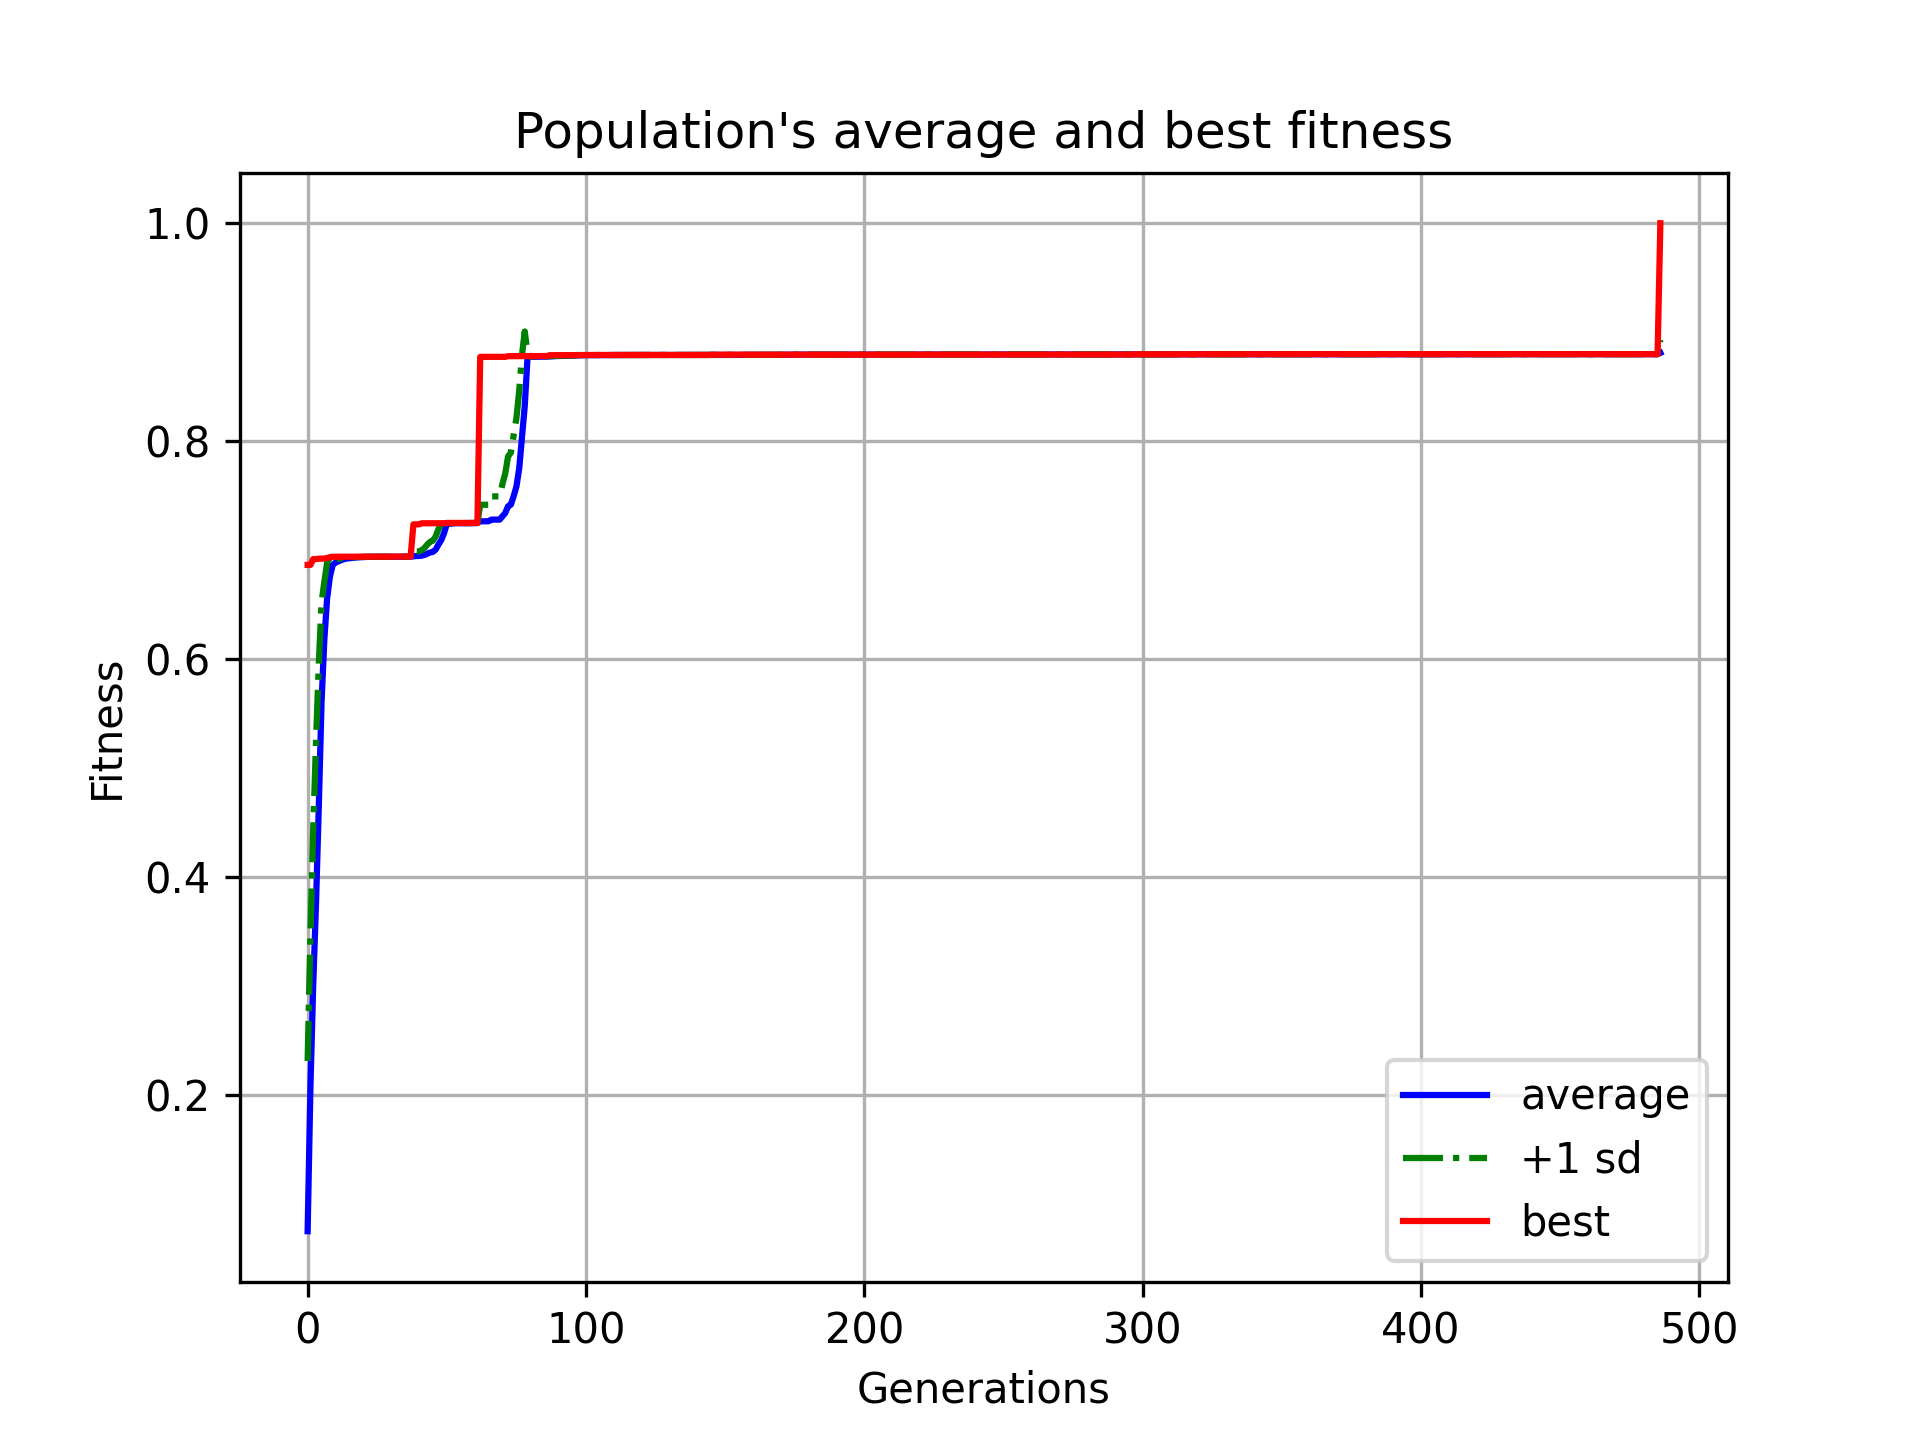 Population's average and best fitness
1.0
0.8
0.6
0.4
0.2
Fitness
average
+1 sd
best
0 100 200 300 400 500
Generations